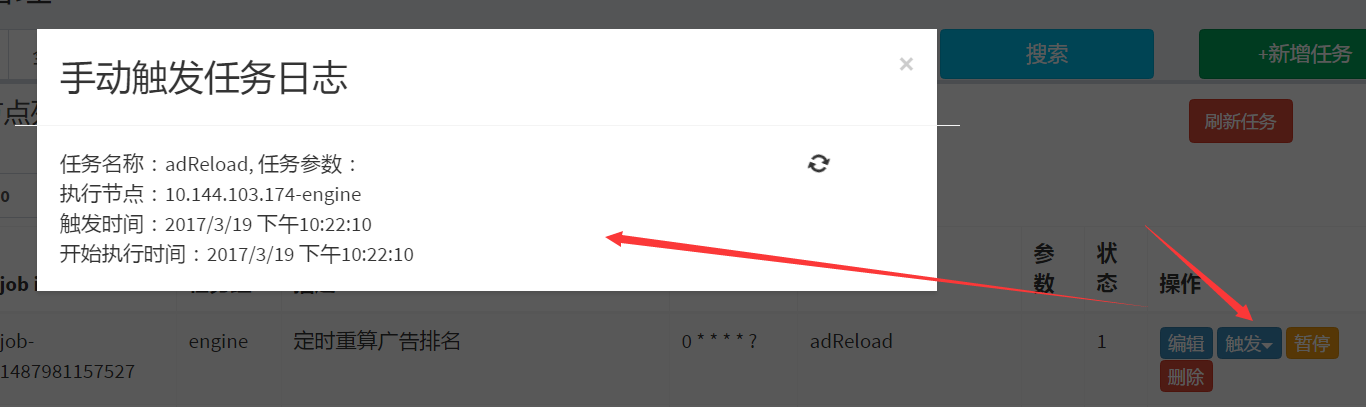 搜索
+新增任务
手动触发任务日志
×
刷新任务
任务名称：adReload, 任务参数：
执行节点：10.144.103.174-engine
触发时间：2017/3/19 下午10:22:10
开始执行时间：2017/3/19 下午10:22:10
0
job i
参数
状态
操作
job-1487981157527
engine
定时重算广告排名
0 * * * * ?
adReload
1
编辑
触发
暂停
删除